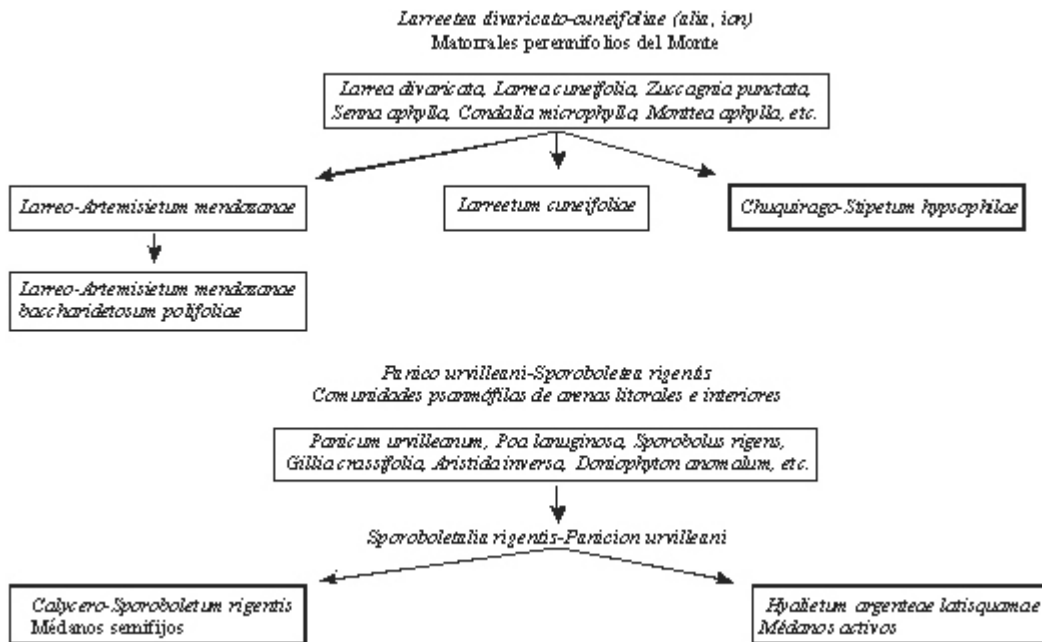 Larreetea divaricato-cuneifoliae (alia, ion)
Matorrales perennifolios del Monte
Larrea divaricata, Larrea cuneifolia, Zuccagnia punctata,
Senna aphylla, Condalia microphylla, Monttea aphylla, etc.
Larreo-Artemisietum mendozanae
Larreetum cuneifoliae
Chuquirago-Stipetum hypsophilae
Larreo-Artemisietum mendozanae
baccharidetosum polifoliae
Panico urvilleani-Sporoboletea rigentis
Comunidades psammófilas de arenas litorales e interiores
Panicum urvilleanum, Poa lanuginosa, Sporobolus rigens,
Gillia crassifolia, Aristida inversa, Doniophyton anomalum, etc.
Sporoboletalia rigentis-Panicion urvilleani
Calycero-Sporoboletum rigentis
Médanos semifijos
Hyalietum argenteae latisquamae
Médanos activos